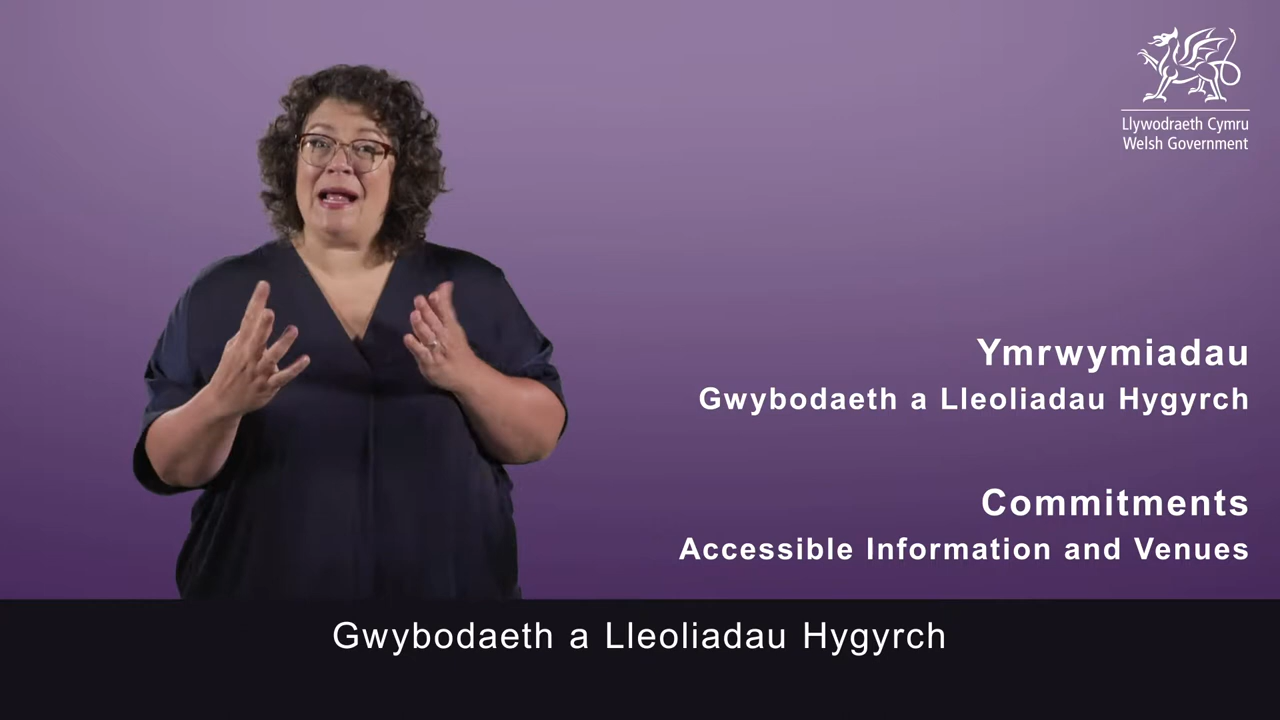 Llywodraeth Cymru
Welsh Government
Ymrwymiadau
Gwybodaeth a Lleoliadau Hygyrch
Commitments
Accessible Information and Venues
Gwybodaeth a Lleoliadau Hygyrch